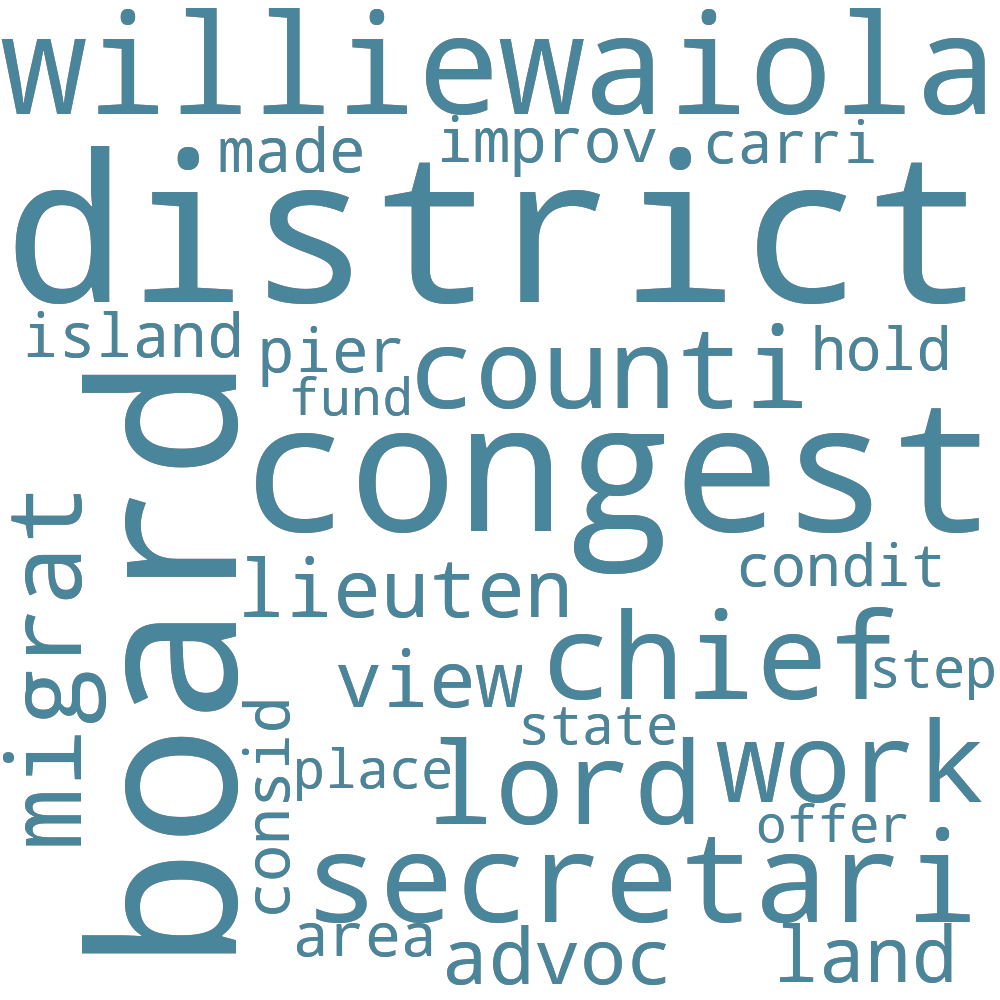 williewaiola
made improv carri
district
island pier counti hold
fund
board
congest
migrat
lieuten condit
chief
view step
consid
state
place lord work
offer
secretari
area advoc land